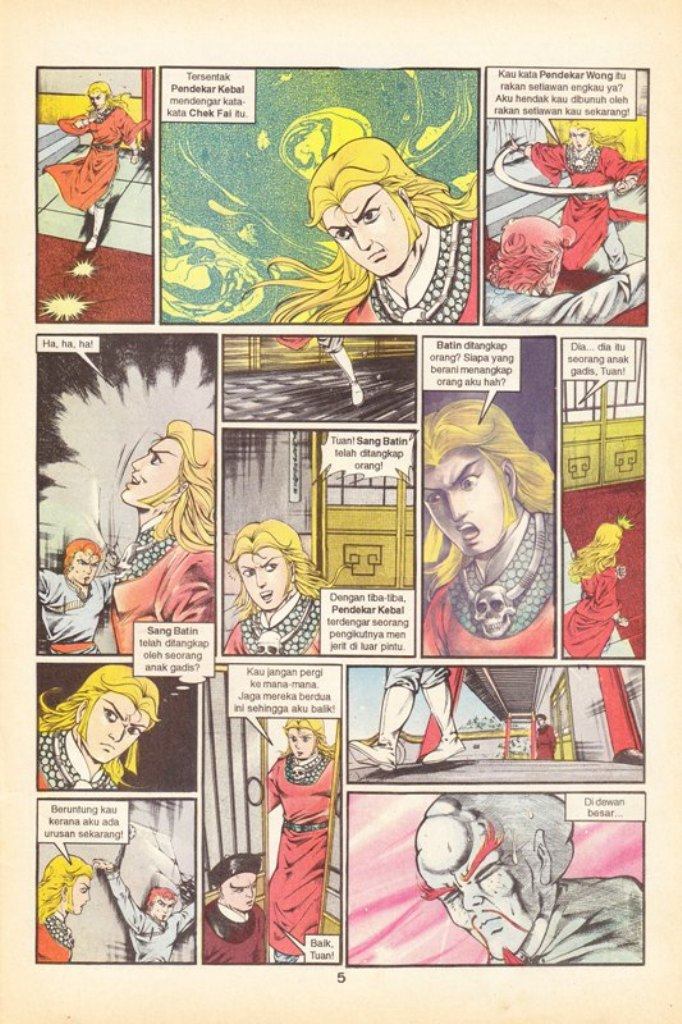 Tersentak
Pendekar Kebal
mendengar kata-
kata Chek Fai itu.
Kau kata Pendekar Wong itu
rakan setiawan engkau ya?
Aku hendak kau dibunuh oleh
rakan setiawan kau sekarang!
Ha, ha, ha!
Tuan! Sang Batin
telah ditangkap
orang!
Dengan tiba-tiba,
Pendekar Kebal
terdengar seorang
pengikutnya men
jerit di luar pintu.
Batin ditangkap
orang? Siapa yang
berani menangkap
orang aku hah?
Dia... dia itu
seorang anak
gadis, Tuan!
Sang Batin
telah ditangkap
oleh seorang
anak gadis?
Kau jangan pergi
ke mana-mana.
Jaga mereka berdua
ini sehingga aku balik!
Baik,
Tuan!
Beruntung kau
kerana aku ada
urusan sekarang!
Di dewan
besar...
5